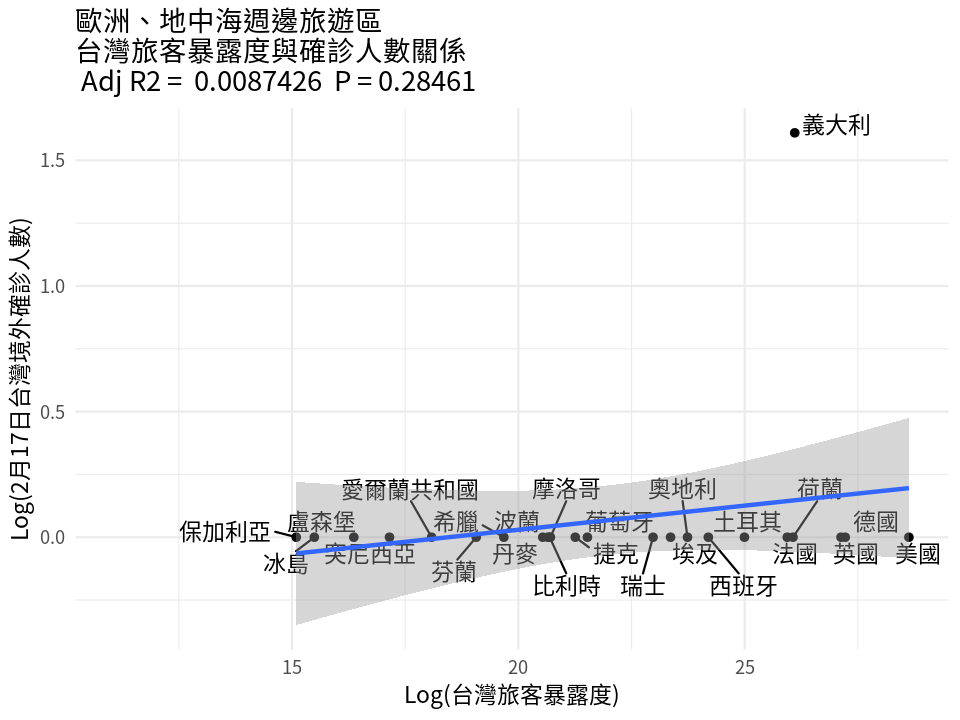 歐洲、地中海週邊旅遊區
台灣旅客暴露度與確診人數關係
Adj R2 = 0.0087426 P = 0.28461
Log(2月17日台灣境外確診人數)
1.5
1.0
0.5
0.0
義大利
愛爾蘭共和國
摩洛哥
奧地利
荷蘭
保加利亞
盧森堡
希臘
波蘭
葡萄牙
土耳其
德國
冰島
突尼西亞
芬蘭
丹麥
捷克
埃及
法國
英國
美國
比利時
瑞士
西班牙
15
20
25
Log(台灣旅客暴露度)